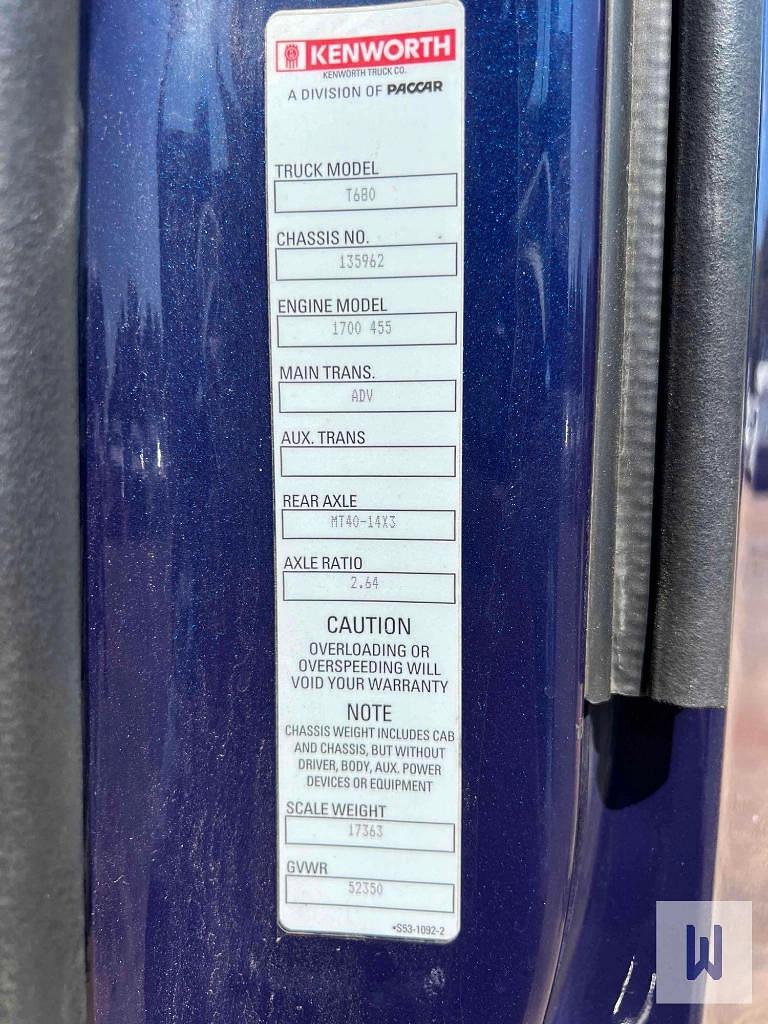 KENWORTH
KENWORTH TRUCK CO.
A DIVISION OF PACCAR
TRUCK MODEL
T680
CHASSIS NO.
135962
ENGINE MODEL
1700 455
MAIN TRANS.
ADV
AUX. TRANS
REAR AXLE
MT40-14X3
AXLE RATIO
2.64
CAUTION
OVERLOADING OR
OVERSPEEDING WILL
VOID YOUR WARRANTY
NOTE
CHASSIS WEIGHT INCLUDES CAB
AND CHASSIS, BUT WITHOUT
DRIVER, BODY, AUX. POWER
DEVICES OR EQUIPMENT
SCALE WEIGHT
17363
GVWR
52350
*S53-1092-2
W